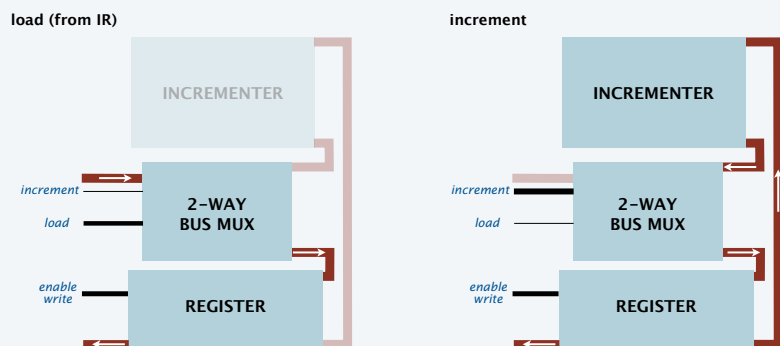 load (from IR)
INCREMENTER
increment
2-WAY
BUS MUX
load
enable
write
REGISTER
increment
INCREMENTER
increment
2-WAY
BUS MUX
load
enable
write
REGISTER